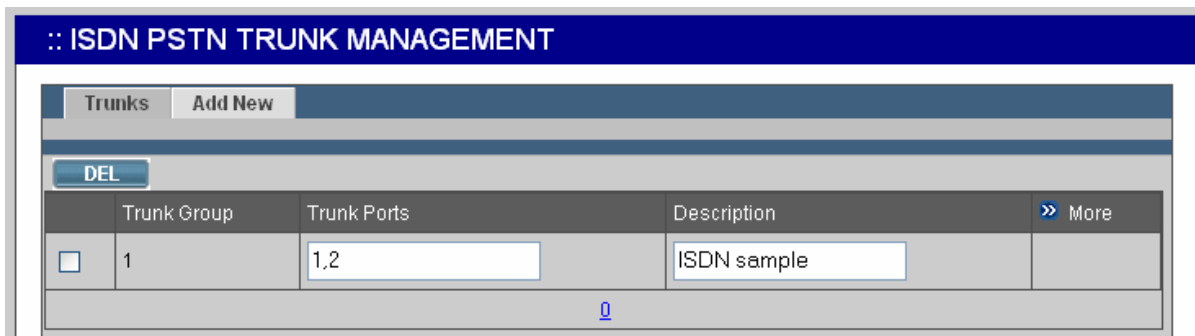 :: ISDN PSTN TRUNK MANAGEMENT
Trunks Add New
DEL
Trunk Group Trunk Ports Description » More
1 1,2 ISDN sample
0